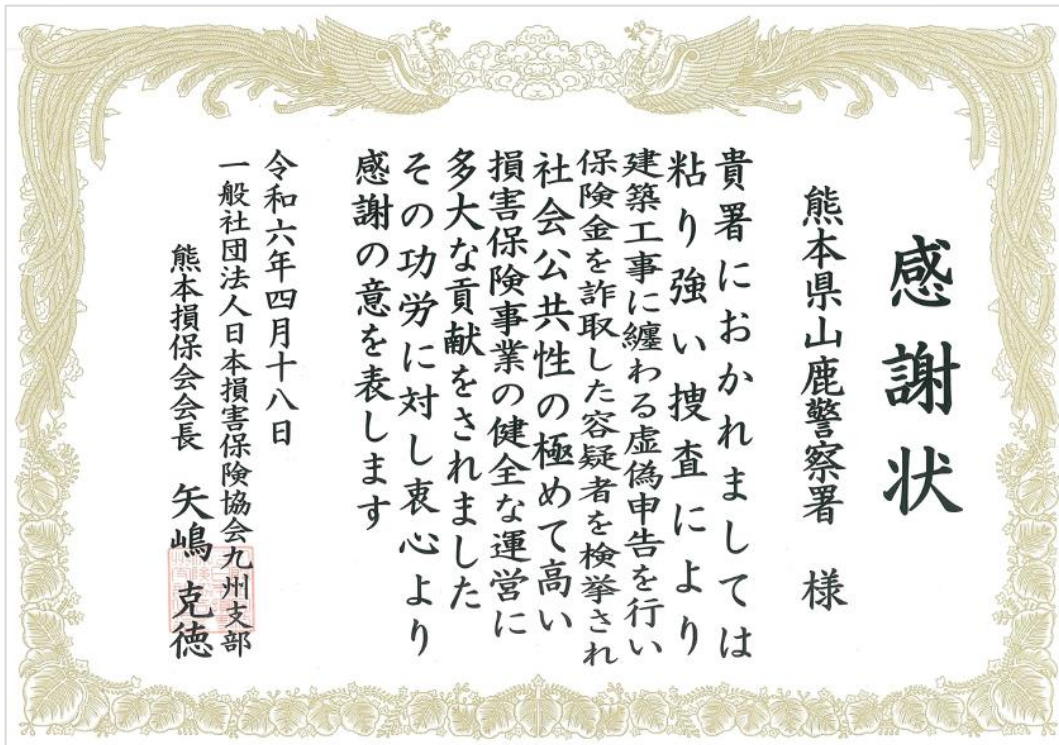 感謝状
熊本県山鹿警察署 様
貴署におかれましては
粘り強い捜査により
建築工事に纏わる虚偽申告を行い
保険金を詐取した容疑者を検挙され
社会公共性の極めて高い
損害保険事業の健全な運営に
多大な貢献をされました
その功労に対し衷心より
感謝の意を表します
令和六年四月十八日
一般社団法人日本損害保険協会九州支部
熊本損保会会長 矢嶋 克徳